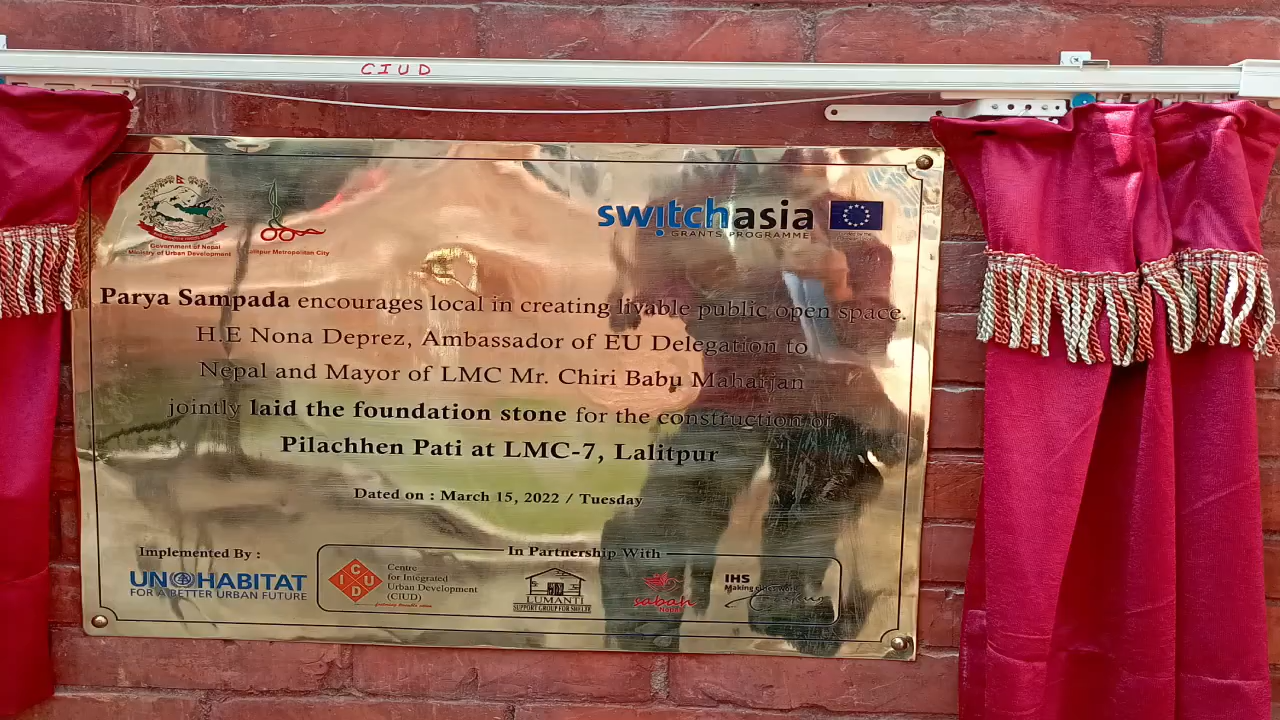 CIUD
Government of Nepal
Ministry of Urban Development
Lalitpur Metropolitan City
switchasia
GRANTS PROGRAMME
Parya Sampada encourages local in creating livable public open space.
H.E Nona Deprez, Ambassador of EU Delegation to
Nepal and Mayor of LMC Mr. Chiri Babu Maharjan
jointly laid the foundation stone for the construction of
Pilachhen Pati at LMC-7, Lalitpur
Dated on : March 15, 2022 / Tuesday
Implemented By :
UN HABITAT
FOR A BETTER URBAN FUTURE
In Partnership With
CIUD
Centre
for Integrated
Urban Development
(CIUD)
LUMANTI
SUPPORT GROUP FOR SHELTER
sabah
IHS
Making cities work